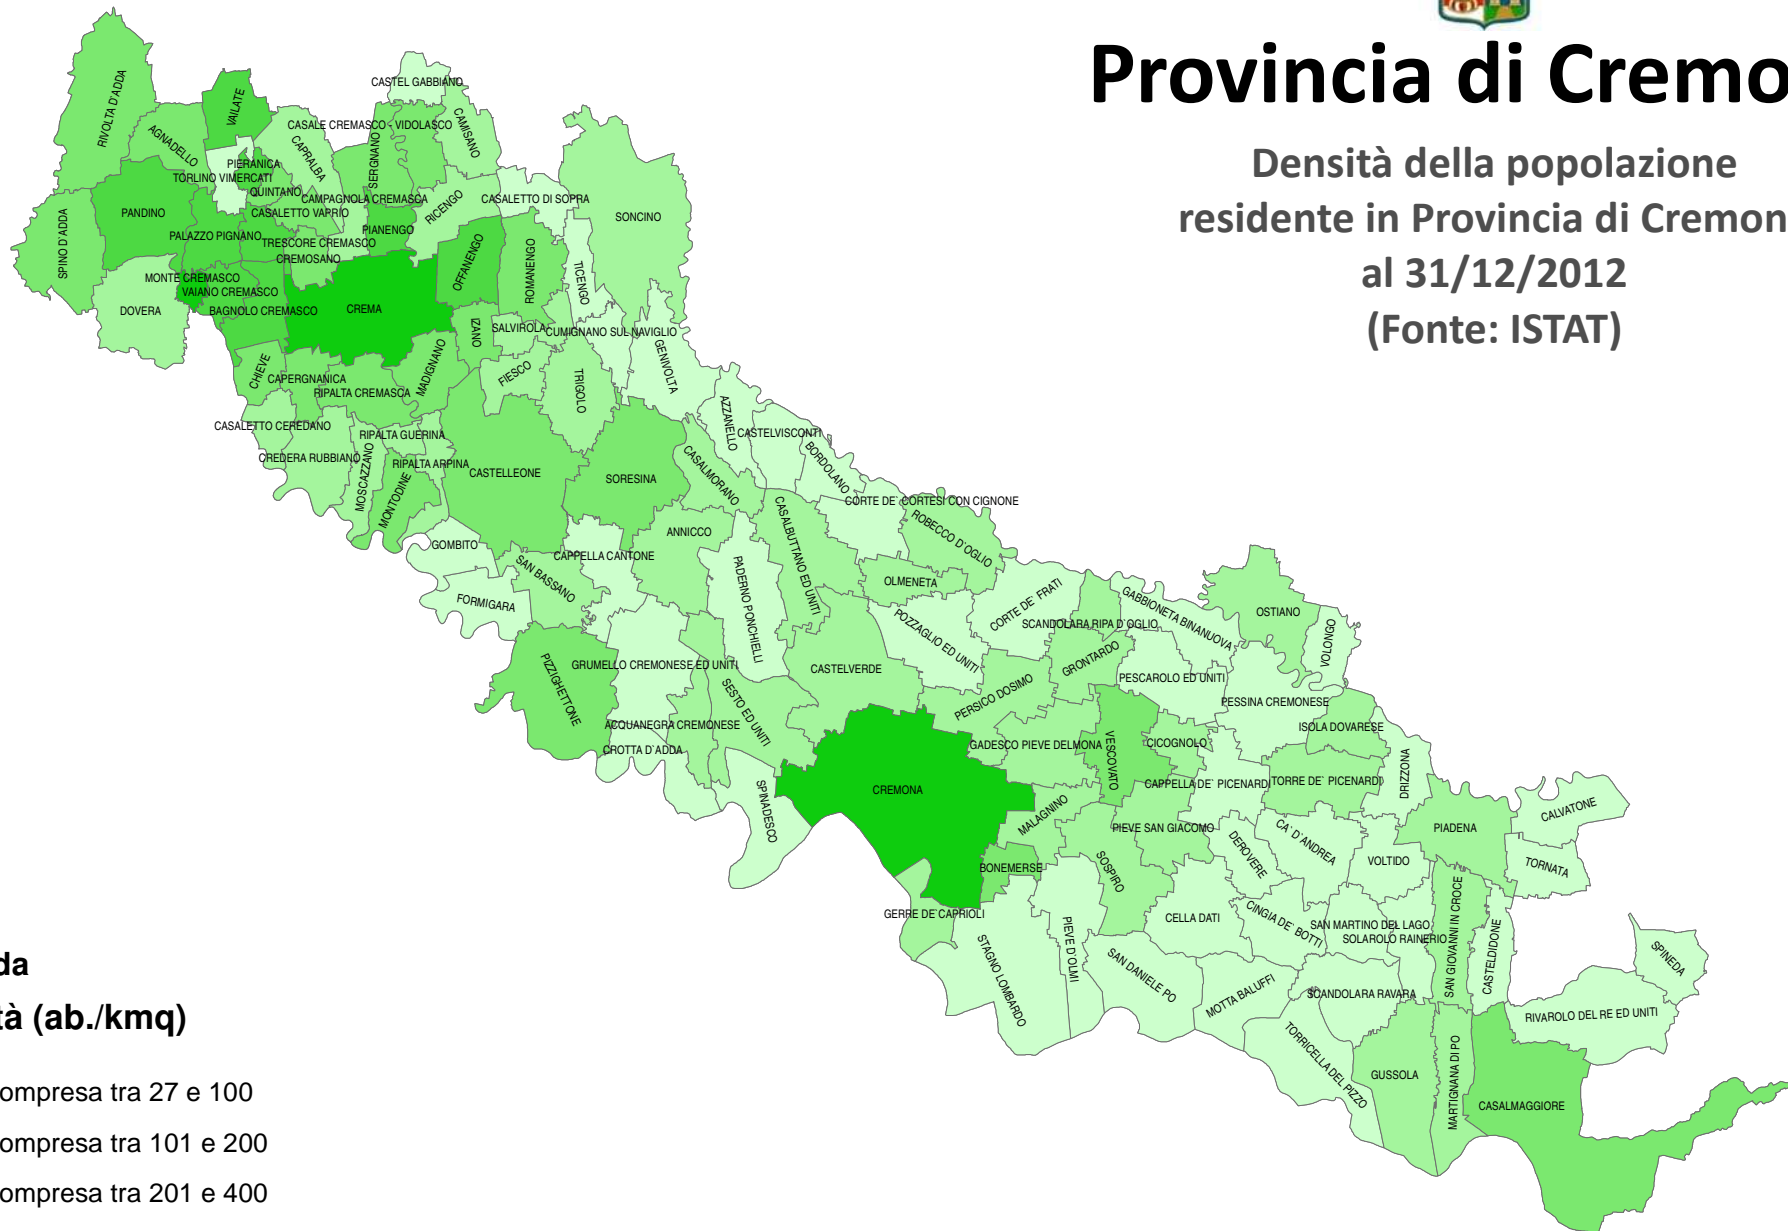 Provincia di Cremo
Densità della popolazione
residente in Provincia di Cremon
al 31/12/2012
(Fonte: ISTAT)
RIVOLTA D'ADDA
VAILATE
AGNADELLO
CASTEL GABBIANO
CASALE CREMASCO - VIDOLASCO
CAMISANO
CAPRALBA
SERGNANO
PIERANICA
TORLINO VIMERCATI
QUINTANO
CAMPAGNOLA CREMASCA
CASALETTO VAPRIO
RICENGO
CASALETTO DI SOPRA
SONCINO
PANDINO
SPINO D'ADDA
PALAZZO PIGNANO
TRESCORE CREMASCO
PIANENGO
CREMOSANO
OFFANENGO
ROMANENGO
TICENGO
MONTE CREMASCO
VAIANO CREMASCO
DOVERA
BAGNOLO CREMASCO
CREMA
IZANO
SALVIROLA
CUMIGNANO SUL NAVIGLIO
GENIVOLTA
CHIEVE
CAPERGNANICA
RIPALTA CREMASCA
MADIGNANO
FIESCO
TRIGOLO
AZZANELLO
CASTELVISCONTI
BORDOLANO
CASALETTO CEREDANO
RIPALTA GUERINA
CREDERA RUBBIANO
MOSCAZZANO
RIPALTA ARPINA
MONTODINE
CASTELLEONE
SORESINA
CASALMORANO
CORTE DE' CORTESI CON CIGNONE
ROBECCO D'OGLIO
CASALBUTTANO ED UNITI
ANNICCO
GOMBITO
CAPPELLA CANTONE
SAN BASSANO
PADERNO PONCHIELLI
OLMENETA
FORMIGARA
POZZAGLIO ED UNITI
CORTE DE' FRATI
SCANDOLARA RIPA D'OGLIO
GABBIONETA BINANUOVA
OSTIANO
VOLONGO
PIZZIGHETTONE
GRUMELLO CREMONESE ED UNITI
CASTELVERDE
GRONTARDO
PESCAROLO ED UNITI
PERSICO DOSIMO
PESSINA CREMONESE
SESTO ED UNITI
ACQUANEGRA CREMONESE
ISOLA DOVARESE
CROTTA D'ADDA
GADESCO PIEVE DELMONA
VESCOVATO
CICOGNOLO
DRIZZONA
SPINADESCO
CREMONA
CAPPELLA DE' PICENARDI
TORRE DE' PICENARDI
CALVATONE
MALAGNINO
PIEVE SAN GIACOMO
DEROVERE
CA' D'ANDREA
PIADENA
VOLTIDO
TORNATA
BONEMERSE
SOSPIRO
GERRE DE' CAPRIOLI
CELLA DATI
CINGIA DE' BOTTI
SAN MARTINO DEL LAGO
SOLAROLO RAINERIO
SAN GIOVANNI IN CROCE
CASTELDIDONE
STAGNO LOMBARDO
PIEVE D'OLMI
SAN DANIELE PO
MOTTA BALUFFI
SCANDOLARA RAVARA
SPINEDA
RIVAROLO DEL RE ED UNITI
TORRICELLA DEL PIZZO
GUSSOLA
MARTIGNANA DI PO
CASALMAGGIORE
da
tà (ab./kmq)
ompresa tra 27 e 100
ompresa tra 101 e 200
ompresa tra 201 e 400